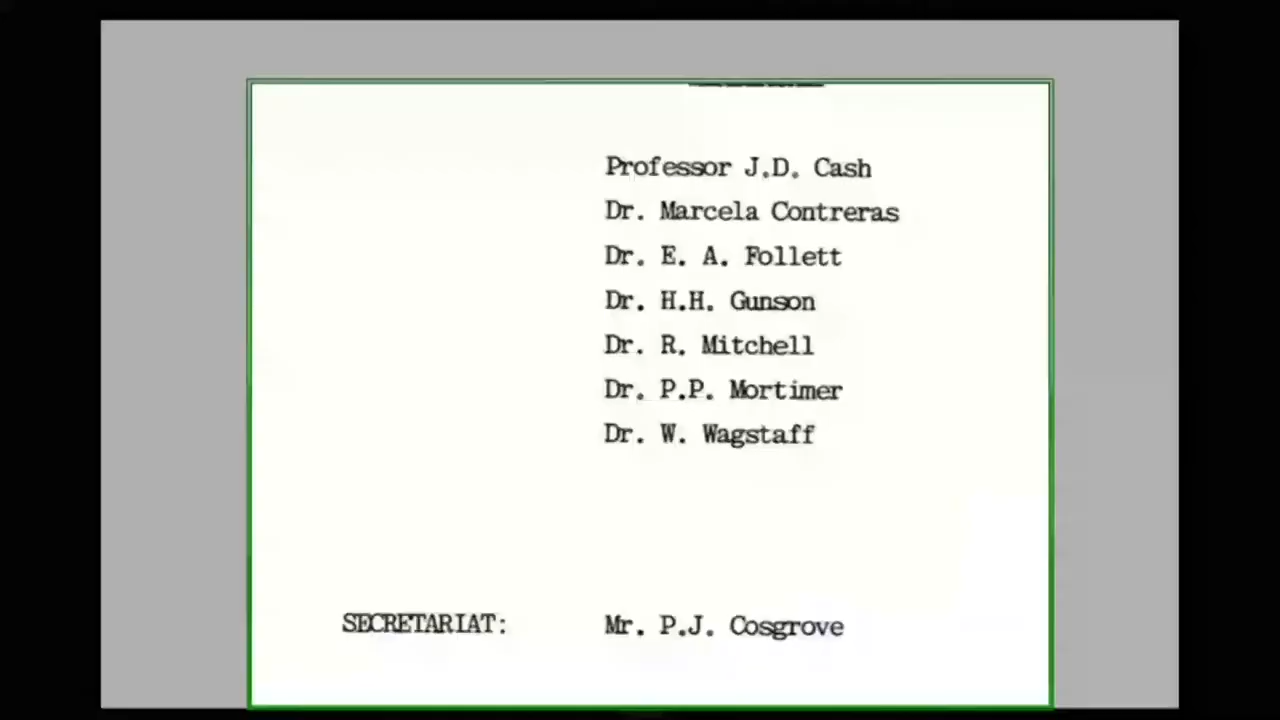 Professor J.D. Cash
Dr. Marcela Contreras
Dr. E. A. Follett
Dr. H.H. Gunson
Dr. R. Mitchell
Dr. P.P. Mortimer
Dr. W. Wagstaff
SECRETARIAT: Mr. P.J. Cosgrove